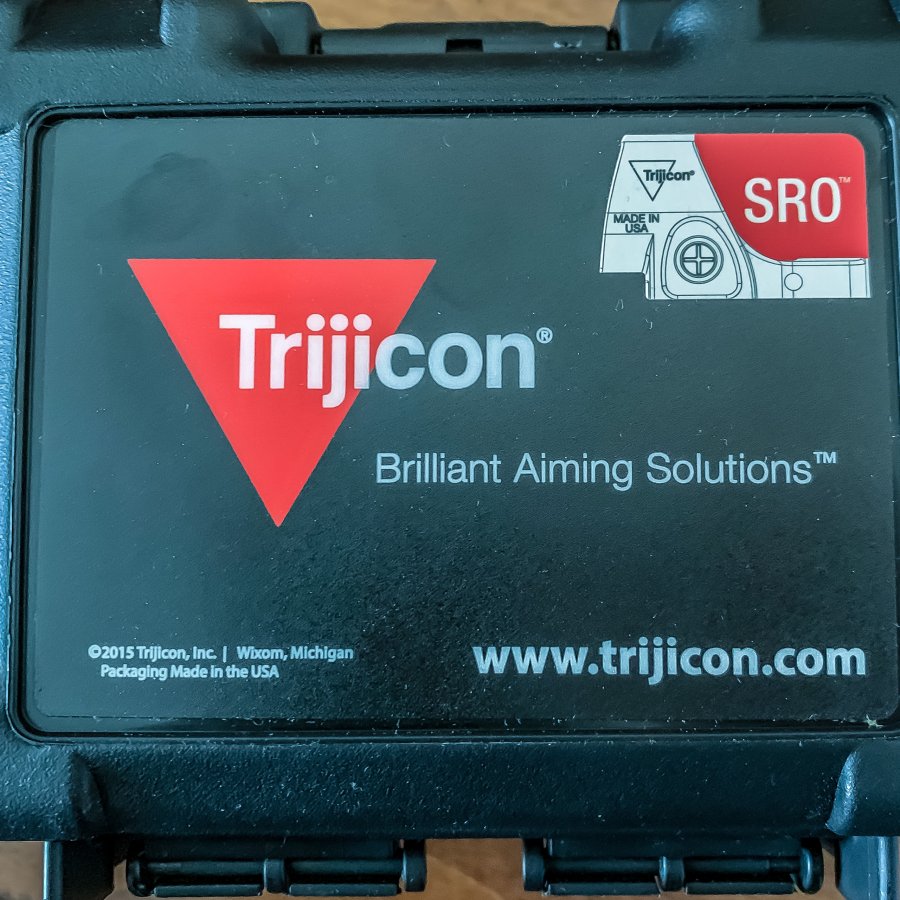 Trijicon®
SRO™
MADE IN
USA
Trijicon®
Brilliant Aiming Solutions™
©2015 Trijicon, Inc. | Wixom, Michigan
Packaging Made in the USA
www.trijicon.com